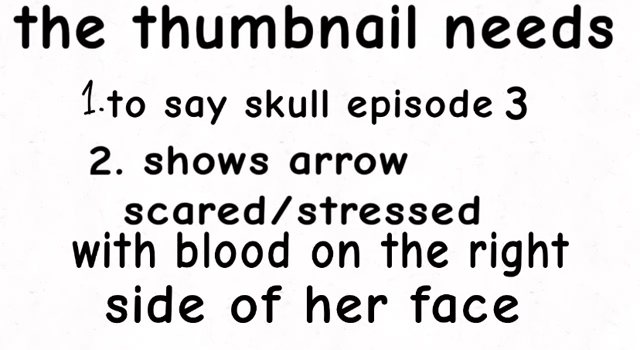 the thumbnail needs
1.to say skull episode 3
2. shows arrow
scared/stressed
with blood on the right
side of her face